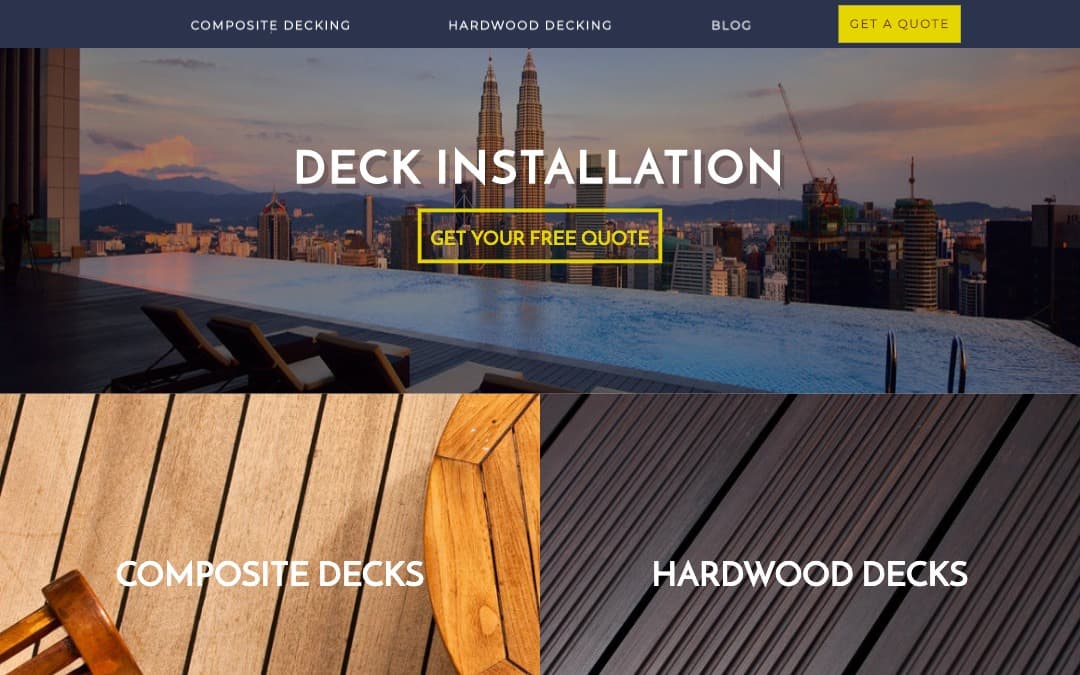 COMPOSITE DECKING
HARDWOOD DECKING
BLOG
GET A QUOTE
DECK INSTALLATION
GET YOUR FREE QUOTE
COMPOSITE DECKS
HARDWOOD DECKS